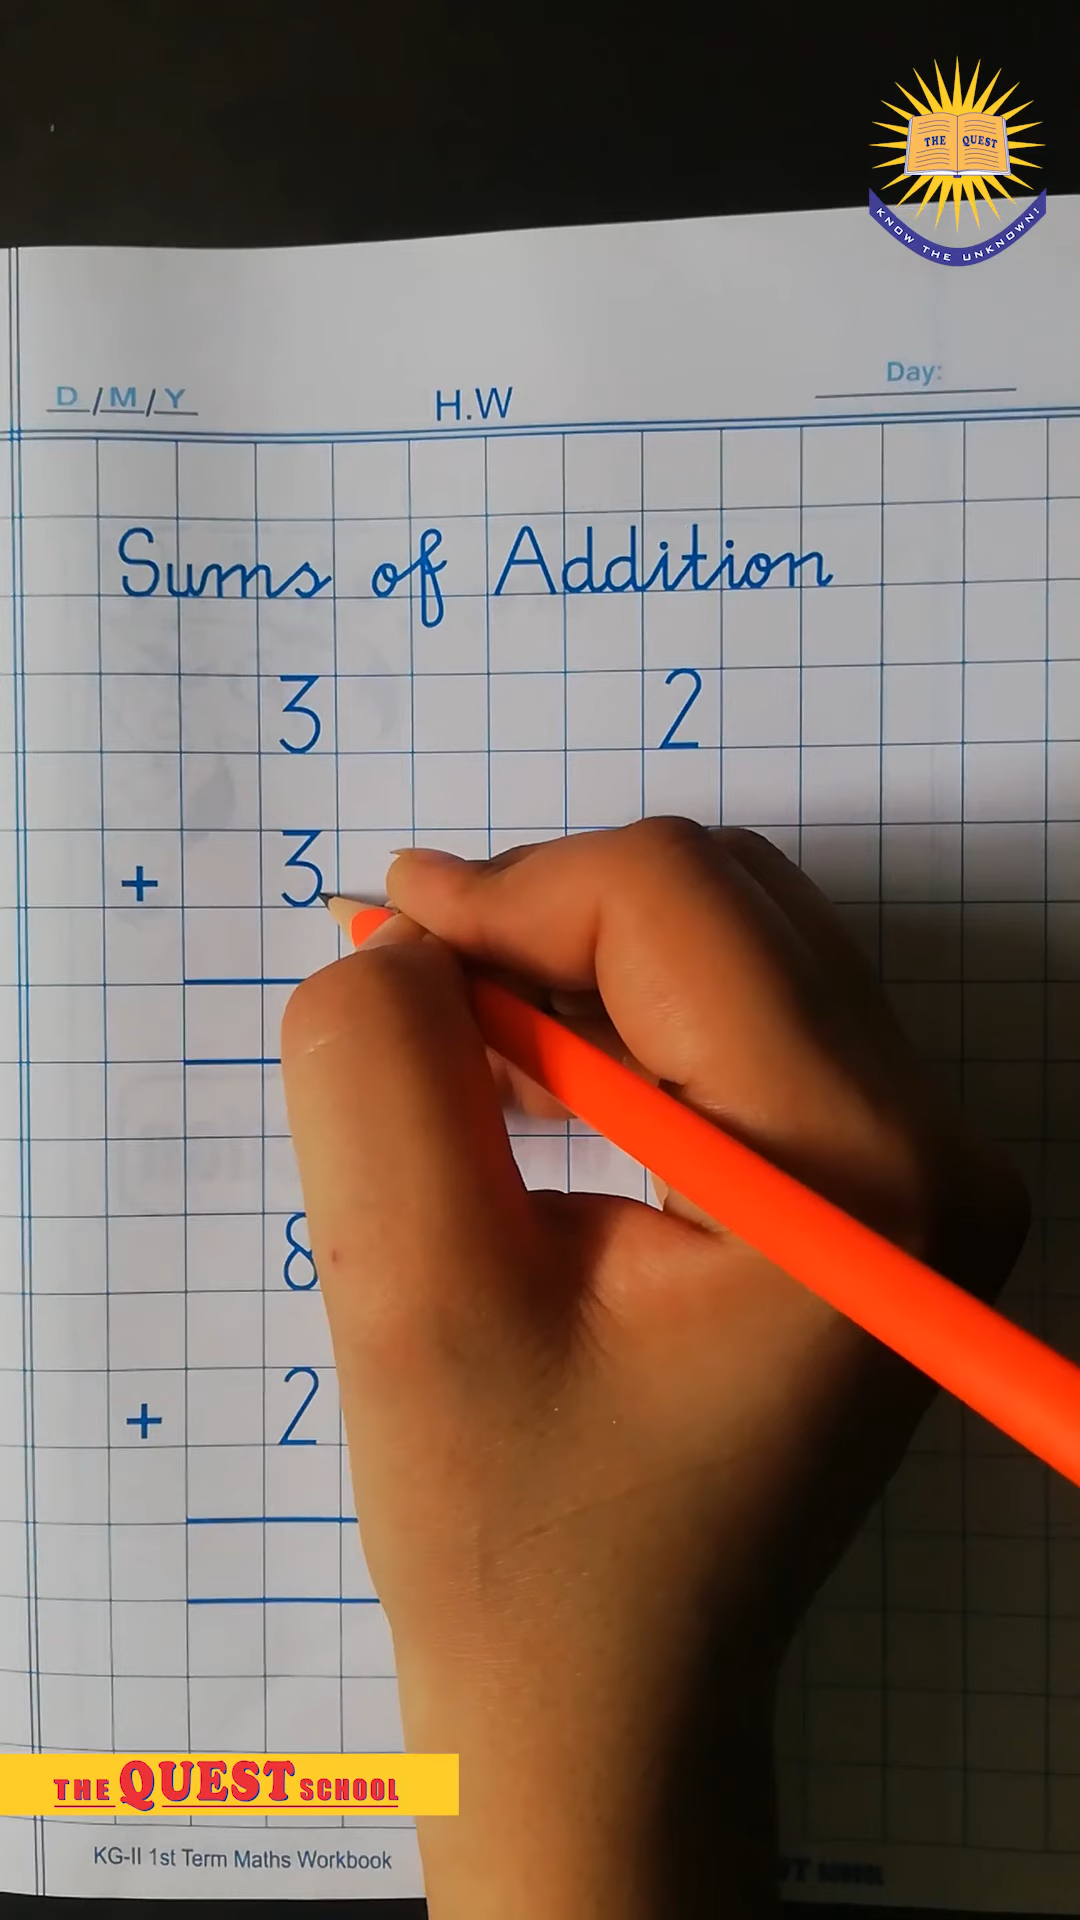 THE QUEST
KNOW THE UNKNOWN!
D/M/Y H.W Day:
Sums of Addition
3 2
+ 3
8
+ 2
THE QUEST SCHOOL
KG-II 1st Term Maths Workbook